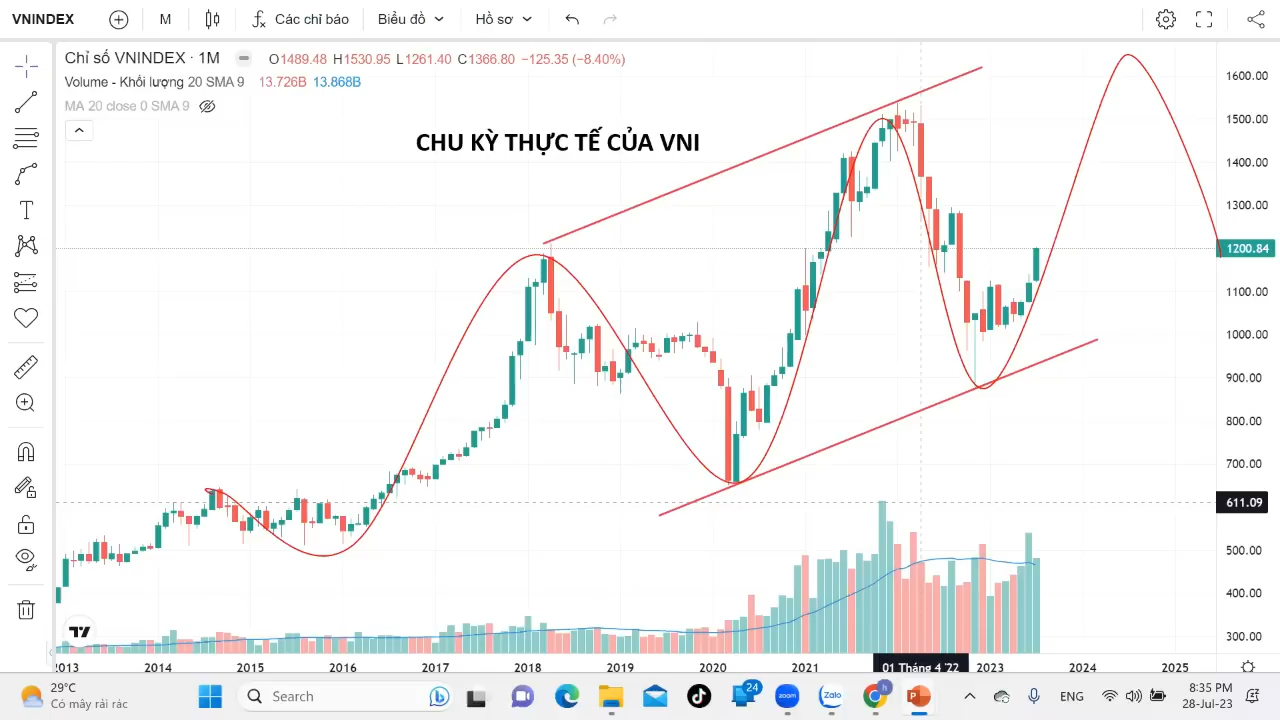 VNINDEX M Các chỉ báo Biểu đồ Hồ sơ
Chỉ số VNINDEX · 1M O1489.48 H1530.95 L1261.40 C1366.80 −125.35 (−8.40%)
Volume - Khối lượng 20 SMA 9 13.726B 13.868B
MA 20 close 0 SMA 9
CHU KỲ THỰC TẾ CỦA VNI
1600.00
1500.00
1400.00
1300.00
1200.84
1100.00
1000.00
900.00
800.00
700.00
611.09
500.00
400.00
300.00
2013 2014 2015 2016 2017 2018 2019 2020 2021 01 Tháng 4 '22 2023 2024 2025
29°C
Có mây rải rác
Search
24
zoom
Zalo
h
ENG
8:35 PM
28-Jul-23